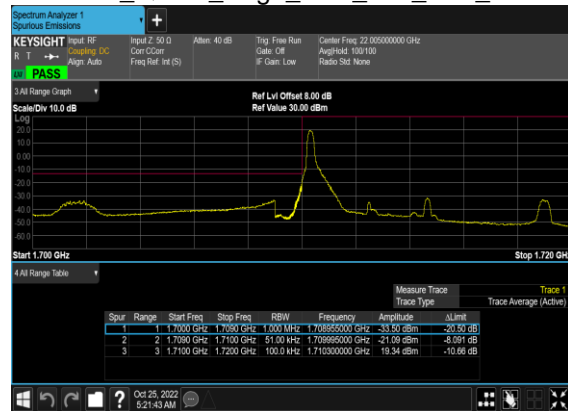 Spectrum Analyzer 1
Spurious Emissions
+
KEYSIGHT Input: RF Input Z: 50 Ω Atten: 40 dB Trig: Free Run Center Freq: 22.005000000 GHz
R T Coupling: DC Corr CCorr Gate: Off Avg|Hold: 100/100
Align: Auto Freq Ref: Int (S) IF Gain: Low Radio Std: None
PASS
3 All Range Graph
Ref Lvl Offset 8.00 dB
Scale/Div 10.0 dB Ref Value 30.00 dBm
Log
20.0
10.0
0.00
-10.0
-20.0
-30.0
-40.0
-50.0
-60.0
Start 1.700 GHz Stop 1.720 GHz
4 All Range Table
Measure Trace Trace 1
Trace Type Trace Average (Active)
Spur Range Start Freq Stop Freq RBW Frequency Amplitude ΔLimit
1 1 1.7000 GHz 1.7090 GHz 1.000 MHz 1.708955000 GHz -33.50 dBm -20.50 dB
2 2 1.7090 GHz 1.7100 GHz 51.00 kHz 1.709995000 GHz -21.09 dBm -8.091 dB
3 3 1.7100 GHz 1.7200 GHz 100.0 kHz 1.710300000 GHz 19.34 dBm -10.66 dB
?
Oct 25, 2022
5:21:43 AM